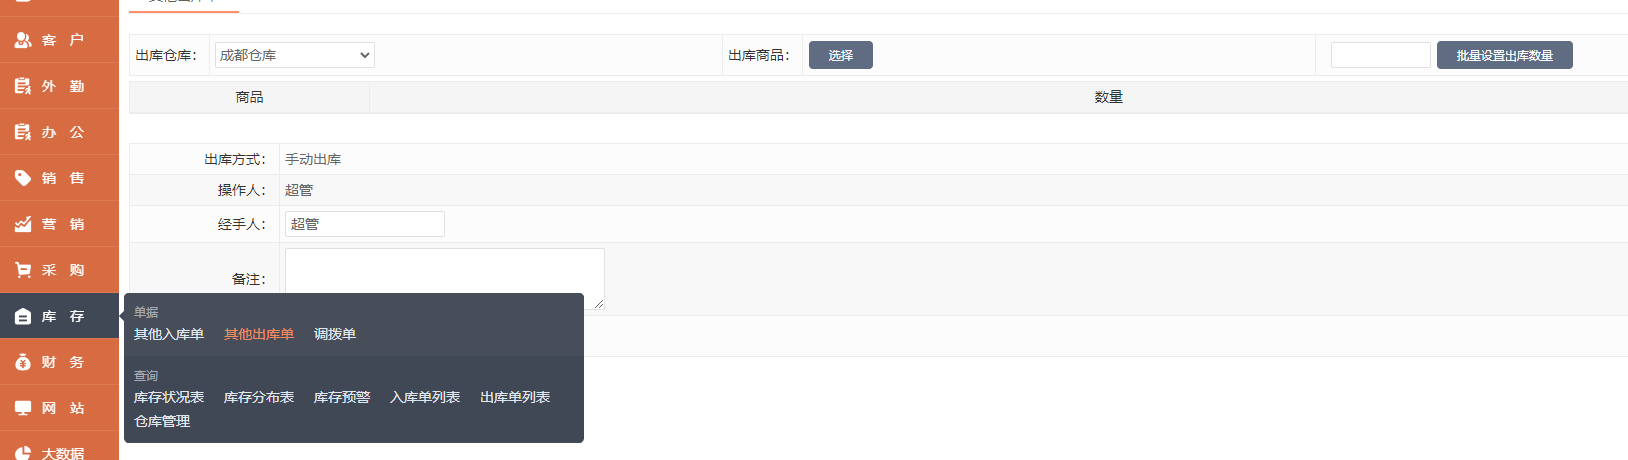 客 户
外 勤
办 公
销 售
营 销
采 购
库 存
财 务
网 站
大数据
出库仓库： 成都仓库 出库商品： 选择 批量设置出库数量
商品 数量
出库方式： 手动出库
操作人： 超管
经手人： 超管
备注：
单据
其他入库单 其他出库单 调拨单
查询
库存状况表 库存分布表 库存预警 入库单列表 出库单列表
仓库管理